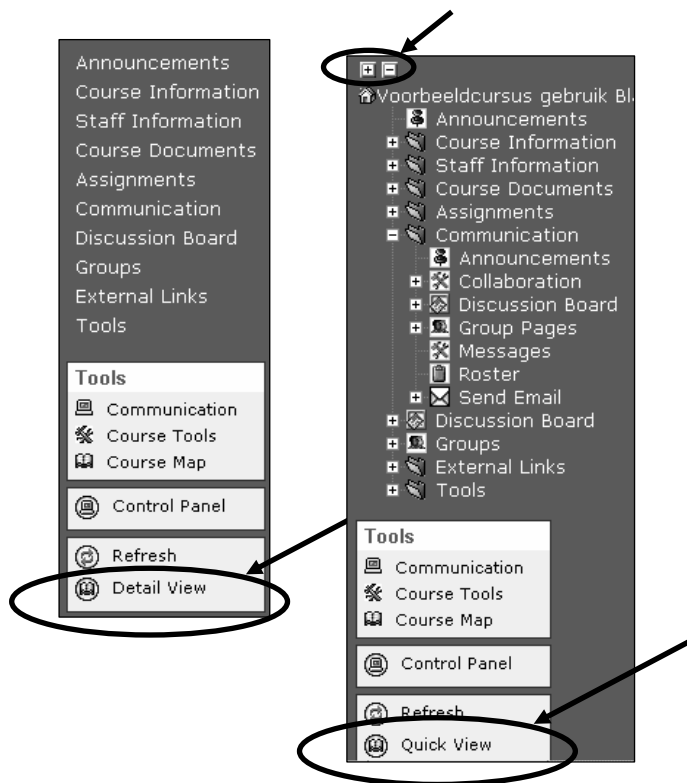 Announcements
Course Information
Staff Information
Course Documents
Assignments
Communication
Discussion Board
Groups
External Links
Tools
Tools
Communication
Course Tools
Course Map
Control Panel
Refresh
Detail View
Voorbeeldcursus gebruik Bl
Announcements
Course Information
Staff Information
Course Documents
Assignments
Communication
Announcements
Collaboration
Discussion Board
Group Pages
Messages
Roster
Send Email
Discussion Board
Groups
External Links
Tools
Tools
Communication
Course Tools
Course Map
Control Panel
Refresh
Quick View